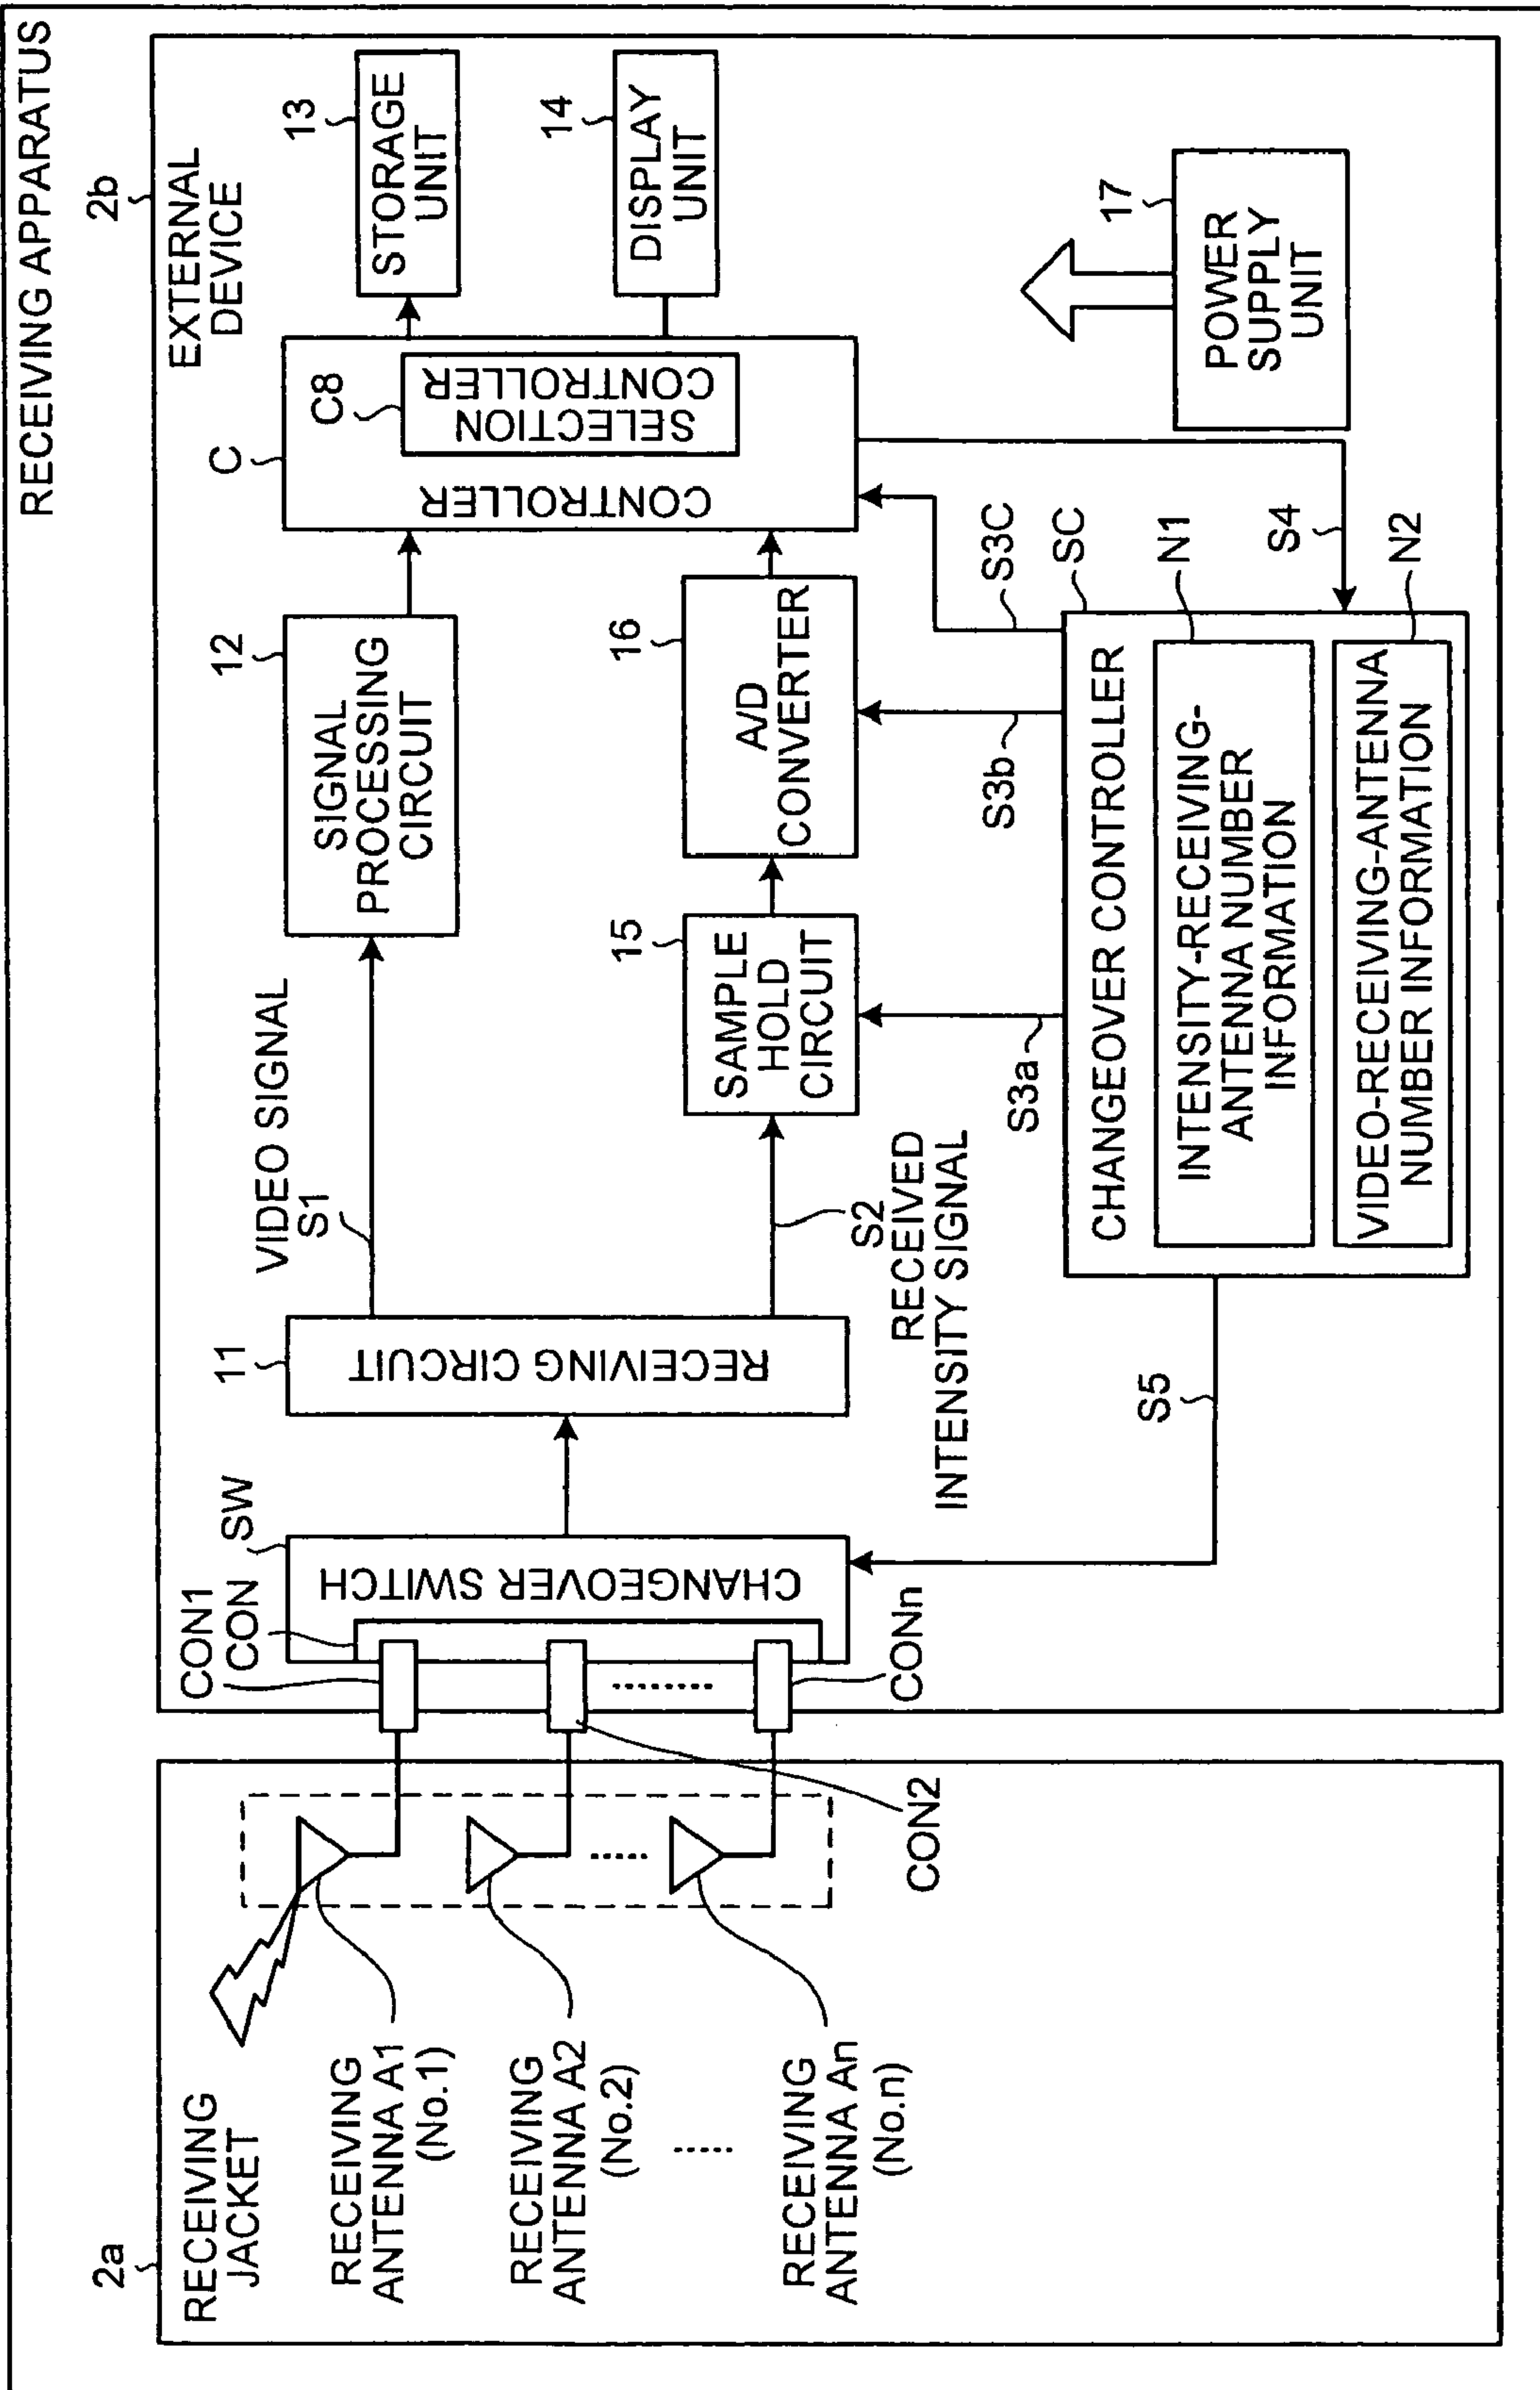 RECEIVING APPARATUS
2a
RECEIVING
JACKET
RECEIVING
ANTENNA A1
(No.1)
RECEIVING
ANTENNA A2
(No.2)
.....
RECEIVING
ANTENNA An
(No.n)
.....
2b
EXTERNAL
DEVICE
CON1
CON
SW
CHANGEOVER SWITCH
........
CON2
CONn
11
RECEIVING CIRCUIT
VIDEO SIGNAL
S1
S2
RECEIVED
INTENSITY SIGNAL
12
SIGNAL
PROCESSING
CIRCUIT
15
SAMPLE
HOLD
CIRCUIT
16
A/D
CONVERTER
C
CONTROLLER
C8
SELECTION
CONTROLLER
13
STORAGE
UNIT
14
DISPLAY
UNIT
S3a
S3b
S3C
SC
S4
S5
CHANGEOVER CONTROLLER
N1
INTENSITY-RECEIVING-
ANTENNA NUMBER
INFORMATION
N2
VIDEO-RECEIVING-ANTENNA
NUMBER INFORMATION
17
POWER
SUPPLY
UNIT